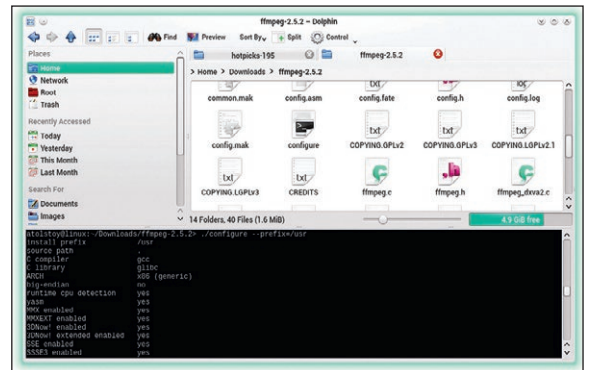 ffmpeg-2.5.2 – Dolphin
Find Preview Sort By Split Control
Places
Home
Network
Root
Trash
Recently Accessed
Today
Yesterday
This Month
Last Month
Search For
Documents
Images
hotpicks-195 ffmpeg-2.5.2
> Home > Downloads > ffmpeg-2.5.2
common.mak config.asm config.fate config.h config.log
config.mak configure COPYING.GPLv2 COPYING.GPLv3 COPYING.LGPLv2.1
COPYING.LGPLv3 CREDITS ffmpeg.c ffmpeg.h ffmpeg_dxva2.c
14 Folders, 40 Files (1.6 MiB) 4.9 GiB free
atolstoy@linux:~/Downloads/ffmpeg-2.5.2> ./configure --prefix=/usr
install prefix /usr
source path .
C compiler gcc
C library glibc
ARCH x86 (generic)
big-endian no
runtime cpu detection yes
yasm yes
MMX enabled yes
MMXEXT enabled yes
3DNow! enabled yes
3DNow! extended enabled yes
SSE enabled yes
SSSE3 enabled yes